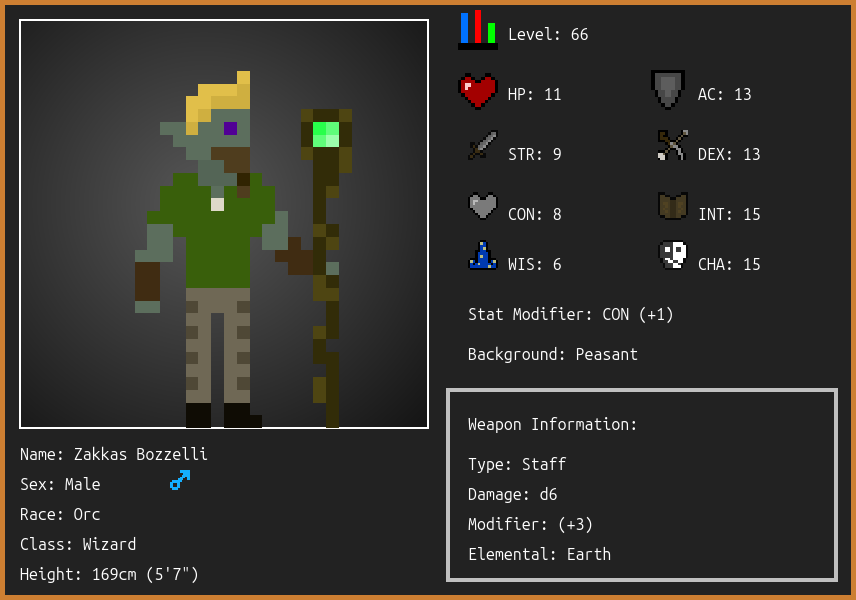 Level: 66
HP: 11
AC: 13
STR: 9
DEX: 13
CON: 8
INT: 15
WIS: 6
CHA: 15
Stat Modifier: CON (+1)
Background: Peasant
Weapon Information:
Type: Staff
Damage: d6
Modifier: (+3)
Elemental: Earth
Name: Zakkas Bozzelli
Sex: Male
Race: Orc
Class: Wizard
Height: 169cm (5'7")